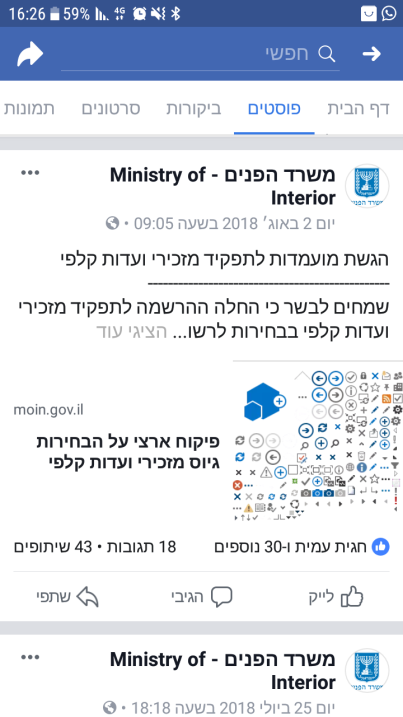 16:26 59% 4G
חפשי
דף הבית פוסטים ביקורות סרטונים תמונות
משרד הפנים - Ministry of
Interior
יום 2 באוג׳ 2018 בשעה 09:05 •
הגשת מועמדות לתפקיד מזכירי ועדות קלפי
----------------------------------------------
שמחים לבשר כי החלה ההרשמה לתפקיד מזכירי
ועדות קלפי בבחירות לרשו... הציגי עוד
moin.gov.il
פיקוח ארצי על הבחירות
גיוס מזכירי ועדות קלפי
חגית עמית ו-30 נוספים
18 תגובות • 43 שיתופים
לייק הגיבי שתפי
משרד הפנים - Ministry of
Interior
יום 25 ביולי 2018 בשעה 18:18 •